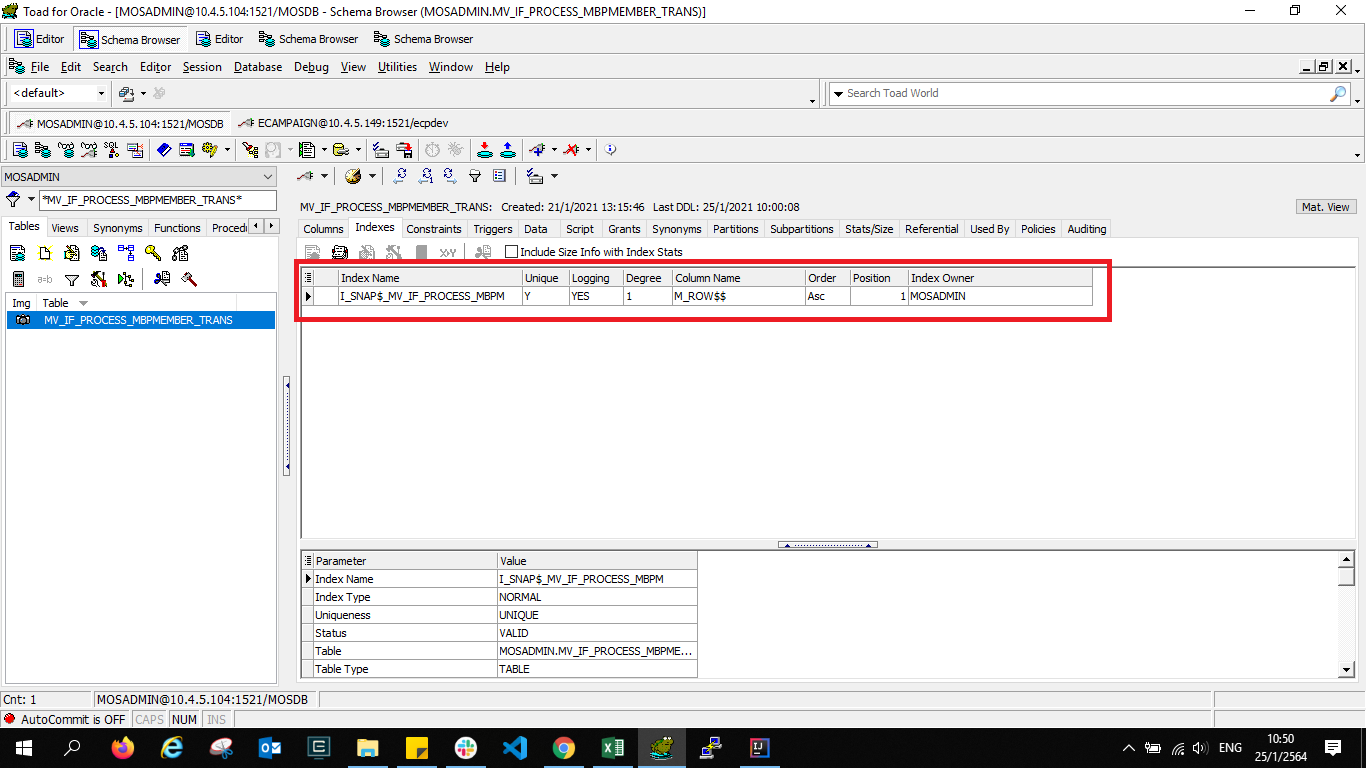 Toad for Oracle - [MOSADMIN@10.4.5.104:1521/MOSDB - Schema Browser (MOSADMIN.MV_IF_PROCESS_MBPMEMBER_TRANS)]
Editor Schema Browser Editor Schema Browser Schema Browser
File Edit Search Editor Session Database Debug View Utilities Window Help
<default> Search Toad World
MOSADMIN@10.4.5.104:1521/MOSDB ECAMPAIGN@10.4.5.149:1521/ecpdev
SQL
MOSADMIN
*MV_IF_PROCESS_MBPMEMBER_TRANS*
Tables Views Synonyms Functions Procedu
a=b
Img Table
MV_IF_PROCESS_MBPMEMBER_TRANS
MV_IF_PROCESS_MBPMEMBER_TRANS: Created: 21/1/2021 13:15:46 Last DDL: 25/1/2021 10:00:08 Mat. View
Columns Indexes Constraints Triggers Data Script Grants Synonyms Partitions Subpartitions Stats/Size Referential Used By Policies Auditing
Include Size Info with Index Stats
Index Name Unique Logging Degree Column Name Order Position Index Owner
I_SNAP$_MV_IF_PROCESS_MBPM Y YES 1 M_ROW$$ Asc 1 MOSADMIN
Parameter Value
Index Name I_SNAP$_MV_IF_PROCESS_MBPM
Index Type NORMAL
Uniqueness UNIQUE
Status VALID
Table MOSADMIN.MV_IF_PROCESS_MBPME...
Table Type TABLE
Cnt: 1 MOSADMIN@10.4.5.104:1521/MOSDB
AutoCommit is OFF CAPS NUM INS
ENG 10:50
25/1/2564